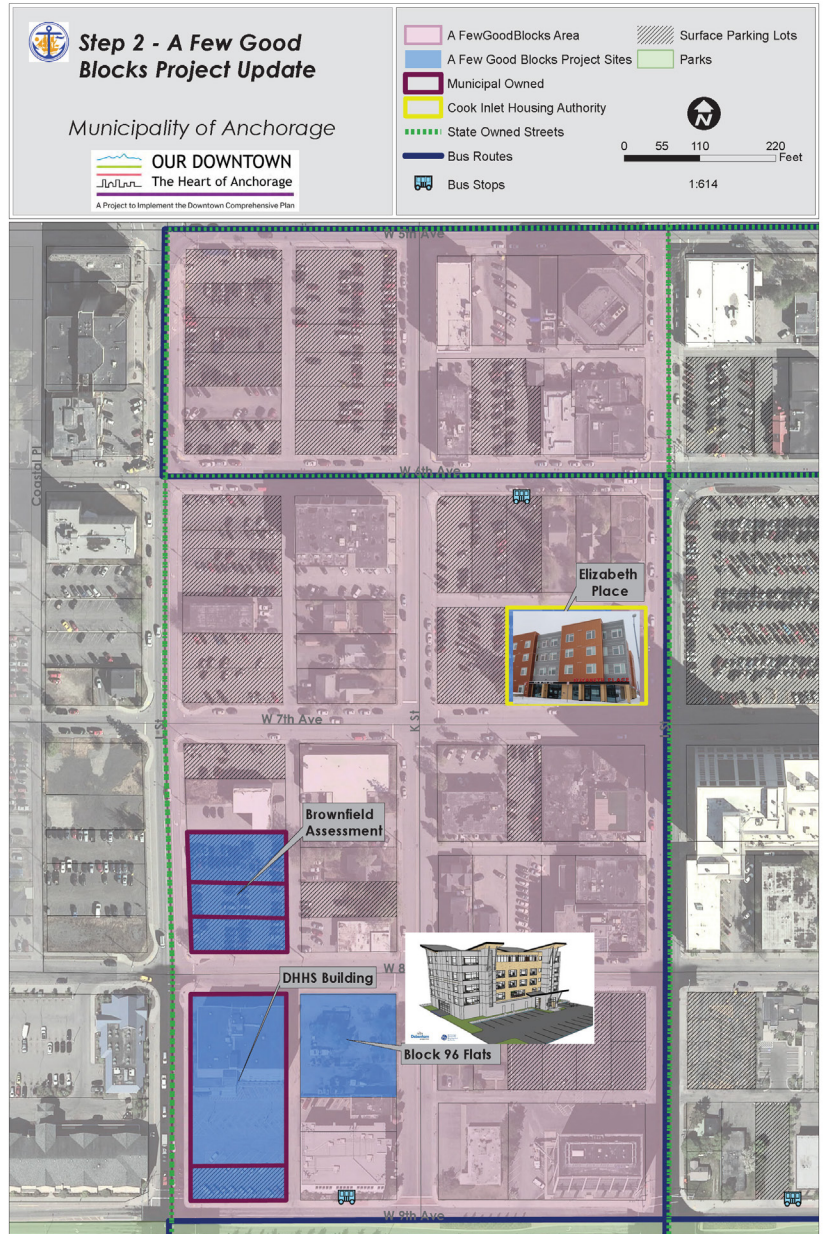 Step 2 - A Few Good
Blocks Project Update
Municipality of Anchorage
OUR DOWNTOWN
The Heart of Anchorage
A Project to Implement the Downtown Comprehensive Plan
A FewGoodBlocks Area
A Few Good Blocks Project Sites
Municipal Owned
Cook Inlet Housing Authority
State Owned Streets
Bus Routes
Bus Stops
Surface Parking Lots
Parks
N
0 55 110 220
Feet
1:614
W 5th Ave
Coastal Pl
W 6th Ave
Elizabeth
Place
W 7th Ave
L St
K St
I St
Brownfield
Assessment
W 8
DHHS Building
Block 96 Flats
W 9th Ave